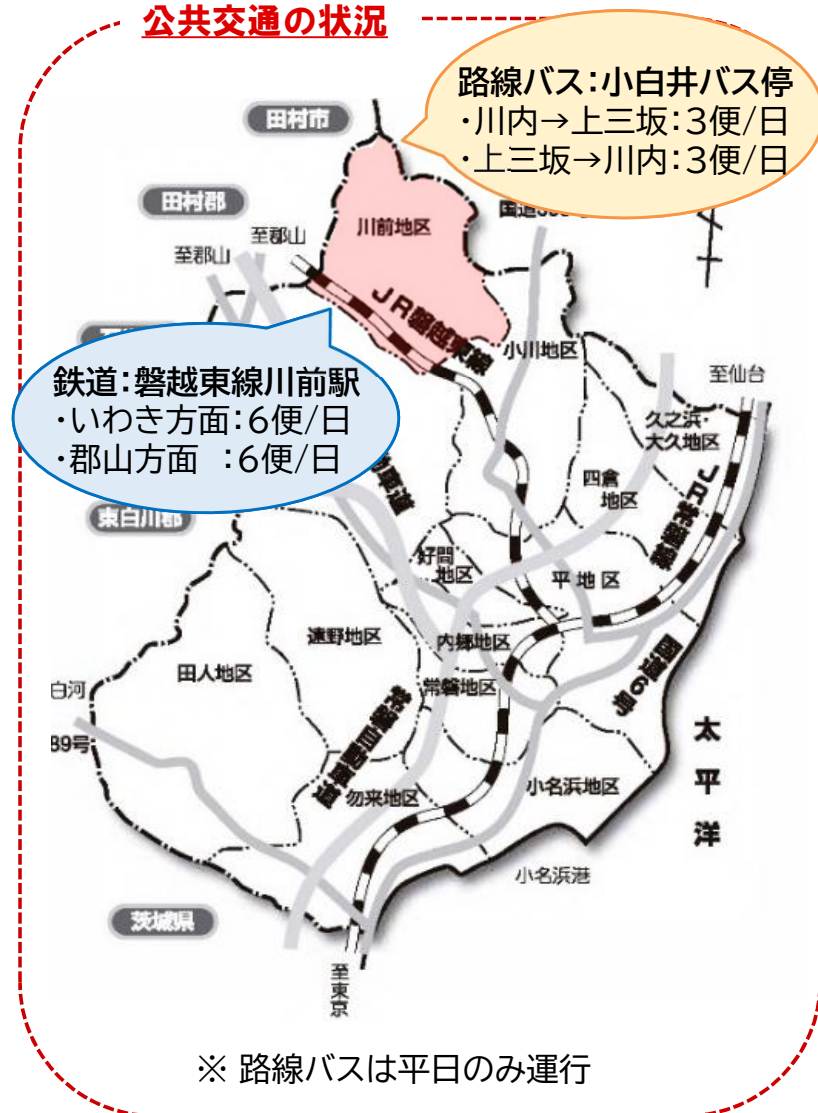 公共交通の状況
路線バス：小白井バス停
・川内→上三坂：3便/日
・上三坂→川内：3便/日
田村市
田村郡
至郡山
至郡山
川前地区
JR磐越東線
小川地区
至仙台
鉄道：磐越東線川前駅
・いわき方面：6便/日
・郡山方面　：6便/日
久之浜・
大久地区
四倉
地区
東白川郡
好間
地区
平地区
遠野地区
内郷地区
田人地区
常磐地区
白河
89号
国道6号
常磐自動車道
勿来地区
小名浜地区
太平洋
小名浜港
茨城県
至東京
※ 路線バスは平日のみ運行